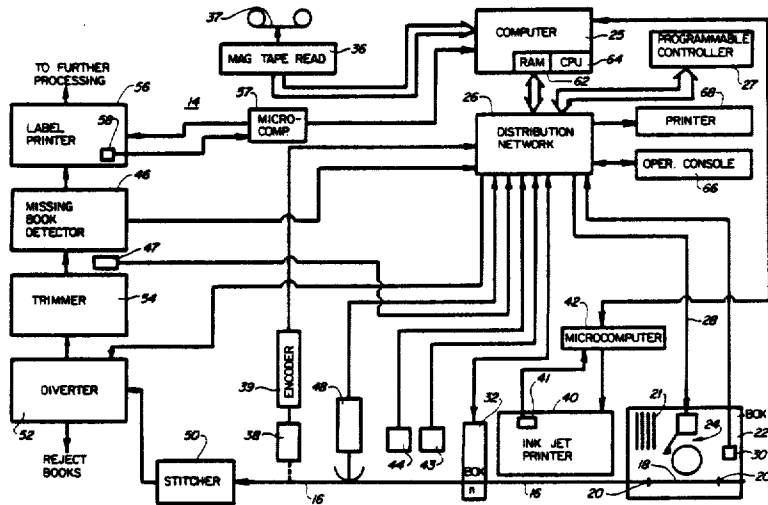 37
COMPUTER
25
RAM
CPU
64
62
PROGRAMMABLE
CONTROLLER
27
MAG TAPE READ
36
TO FURTHER
PROCESSING
56
14
57
MICRO-
COMP.
58
LABEL
PRINTER
26
DISTRIBUTION
NETWORK
68
PRINTER
OPER. CONSOLE
66
46
MISSING
BOOK
DETECTOR
47
TRIMMER
54
42
MICROCOMPUTER
28
DIVERTER
52
REJECT
BOOKS
ENCODER
39
38
48
44
43
32
BOX
n
41
40
INK JET
PRINTER
21
BOX
22
24
30
18
20
20
50
STITCHER
16
16